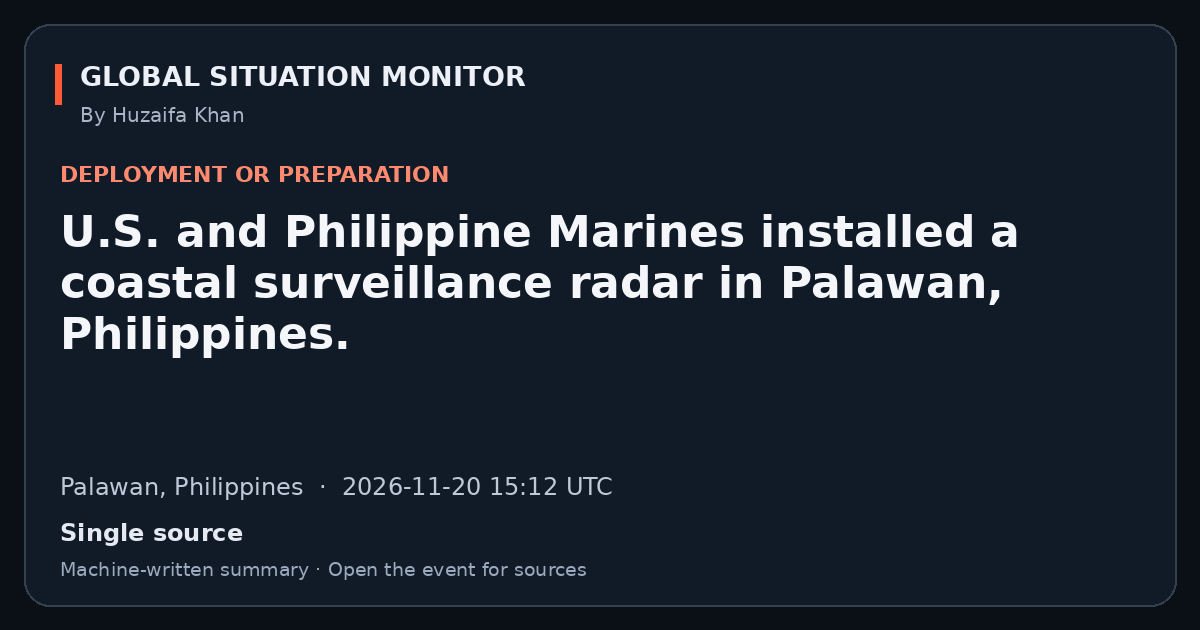 GLOBAL SITUATION MONITOR
By Huzaifa Khan
DEPLOYMENT OR PREPARATION
U.S. and Philippine Marines installed a
coastal surveillance radar in Palawan,
Philippines.
Palawan, Philippines · 2026-11-20 15:12 UTC
Single source
Machine-written summary · Open the event for sources